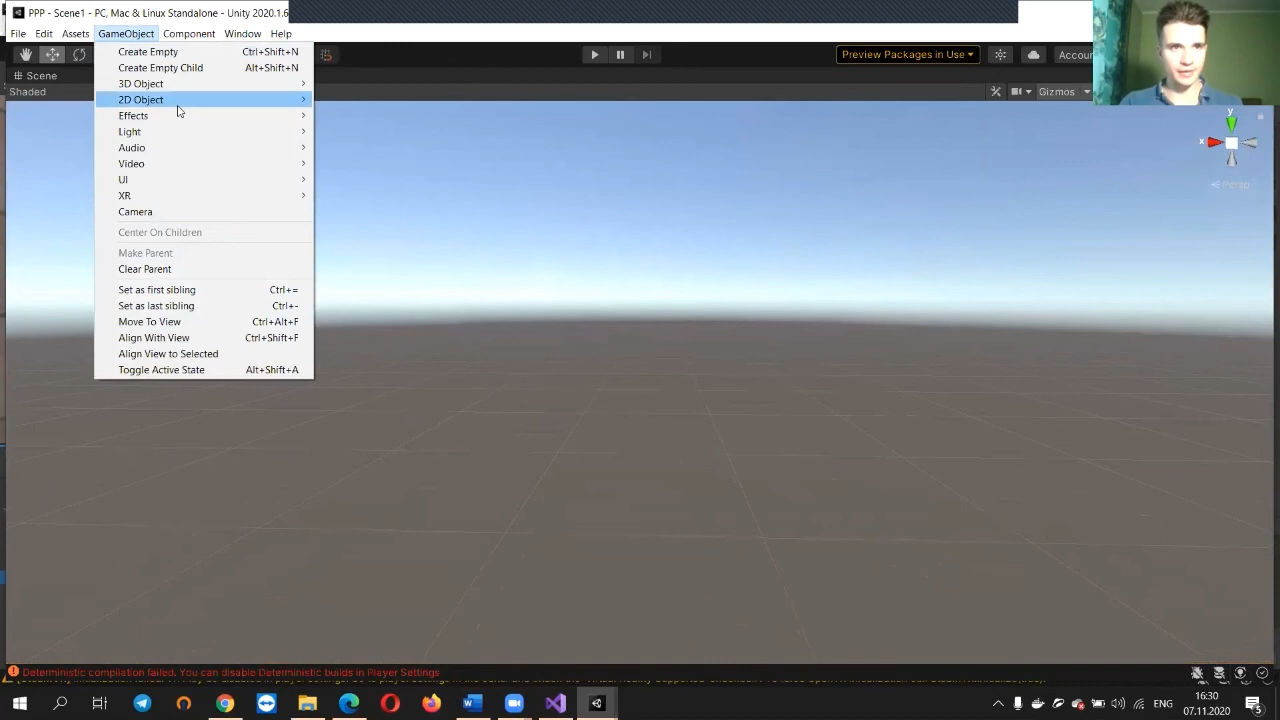 PPP - Scene1 - PC, Mac & Linux Standalone - Unity 2020.1.6
File Edit Assets GameObject Component Window Help
Create Empty Ctrl+Shift+N
Create Empty Child Alt+Shift+N
3D Object
2D Object
Effects
Light
Audio
Video
UI
XR
Camera
Center On Children
Make Parent
Clear Parent
Set as first sibling Ctrl+=
Set as last sibling Ctrl+-
Move To View Ctrl+Alt+F
Align With View Ctrl+Shift+F
Align View to Selected
Toggle Active State Alt+Shift+A
Preview Packages in Use
Accoun
Scene
Shaded
Gizmos
y
x
Persp
Deterministic compilation failed. You can disable Deterministic builds in Player Settings
ENG
16:30
07.11.2020
5